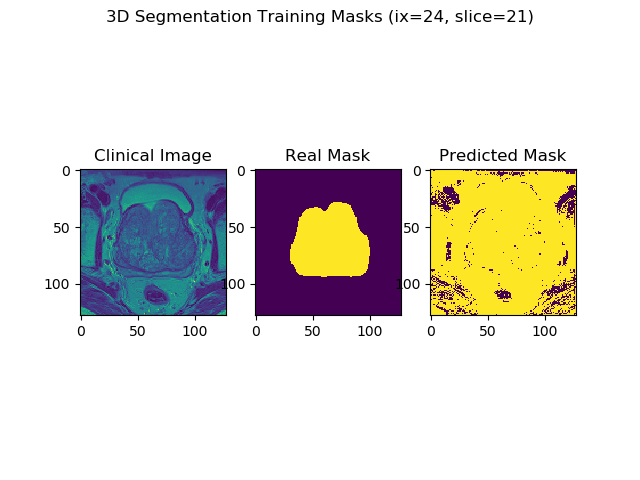 3D Segmentation Training Masks (ix=24, slice=21)
Clinical Image Real Mask Predicted Mask
0 0 0
50 50 50
100 100 100
0 50 100 0 50 100 0 50 100